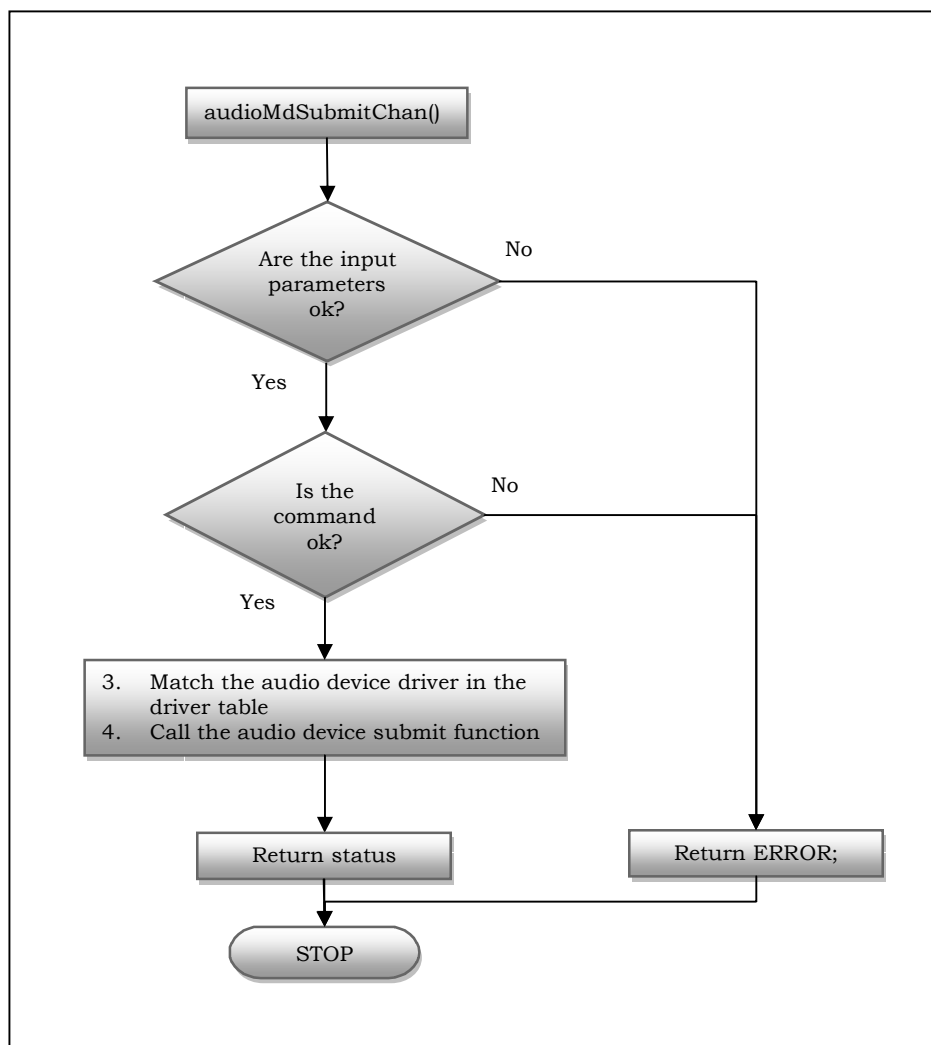 audioMdSubmitChan()
Are the input
parameters
ok?
No
Yes
Is the
command
ok?
No
Yes
3. Match the audio device driver in the
driver table
4. Call the audio device submit function
Return status
Return ERROR;
STOP